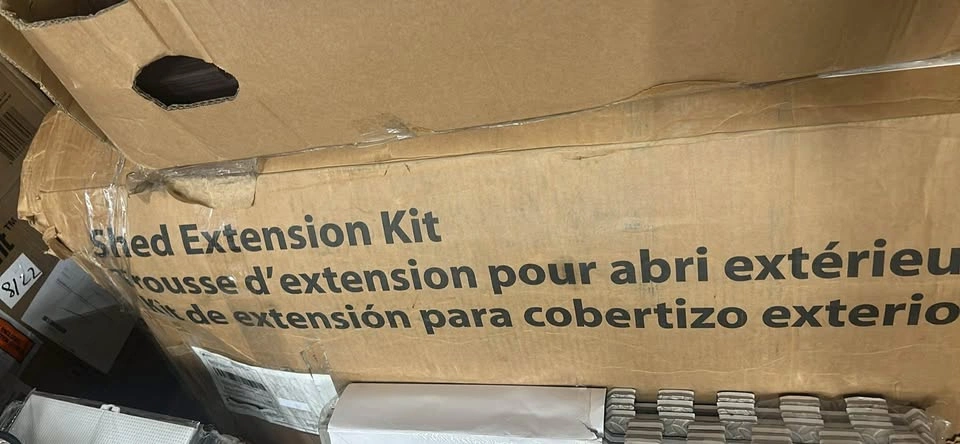 Shed Extension Kit
Trousse d'extension pour abri extérieu
Kit de extensión para cobertizo exterio
8/22